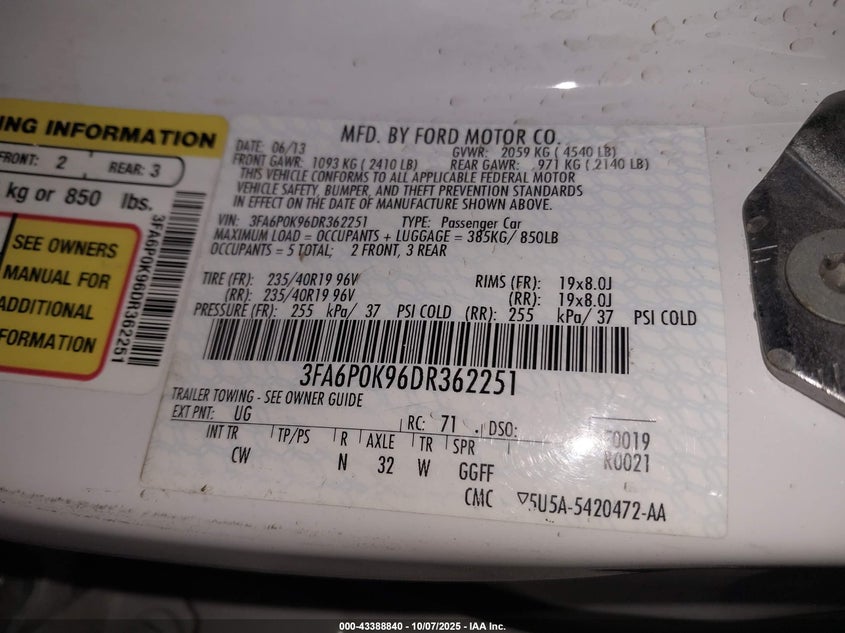 ING INFORMATION
FRONT: 2 REAR: 3
kg or 850 lbs.
SEE OWNERS
MANUAL FOR
ADDITIONAL
FORMATION
3FA6P0K96DR362251
MFD. BY FORD MOTOR CO.
DATE: 06/13 GVWR: 2059 KG ( 4540 LB)
FRONT GAWR: 1093 KG ( 2410 LB) REAR GAWR: 971 KG ( 2140 LB)
THIS VEHICLE CONFORMS TO ALL APPLICABLE FEDERAL MOTOR
VEHICLE SAFETY, BUMPER, AND THEFT PREVENTION STANDARDS
IN EFFECT ON THE DATE OF MANUFACTURE SHOWN ABOVE.
VIN: 3FA6P0K96DR362251 TYPE: Passenger Car
MAXIMUM LOAD = OCCUPANTS + LUGGAGE = 385KG/ 850LB
OCCUPANTS = 5 TOTAL; 2 FRONT, 3 REAR
TIRE (FR): 235/40R19 96V RIMS (FR): 19x8.0J
(RR): 235/40R19 96V (RR): 19x8.0J
PRESSURE (FR): 255 kPa/ 37 PSI COLD (RR): 255 kPa/ 37 PSI COLD
3FA6P0K96DR362251
TRAILER TOWING - SEE OWNER GUIDE
EXT PNT: UG RC: 71 DSO: F0019
INT TR TP/PS R AXLE TR SPR R0021
CW N 32 W GGFF
CMC ▽5U5A-5420472-AA
000-43388840 - 10/07/2025 - IAA Inc.